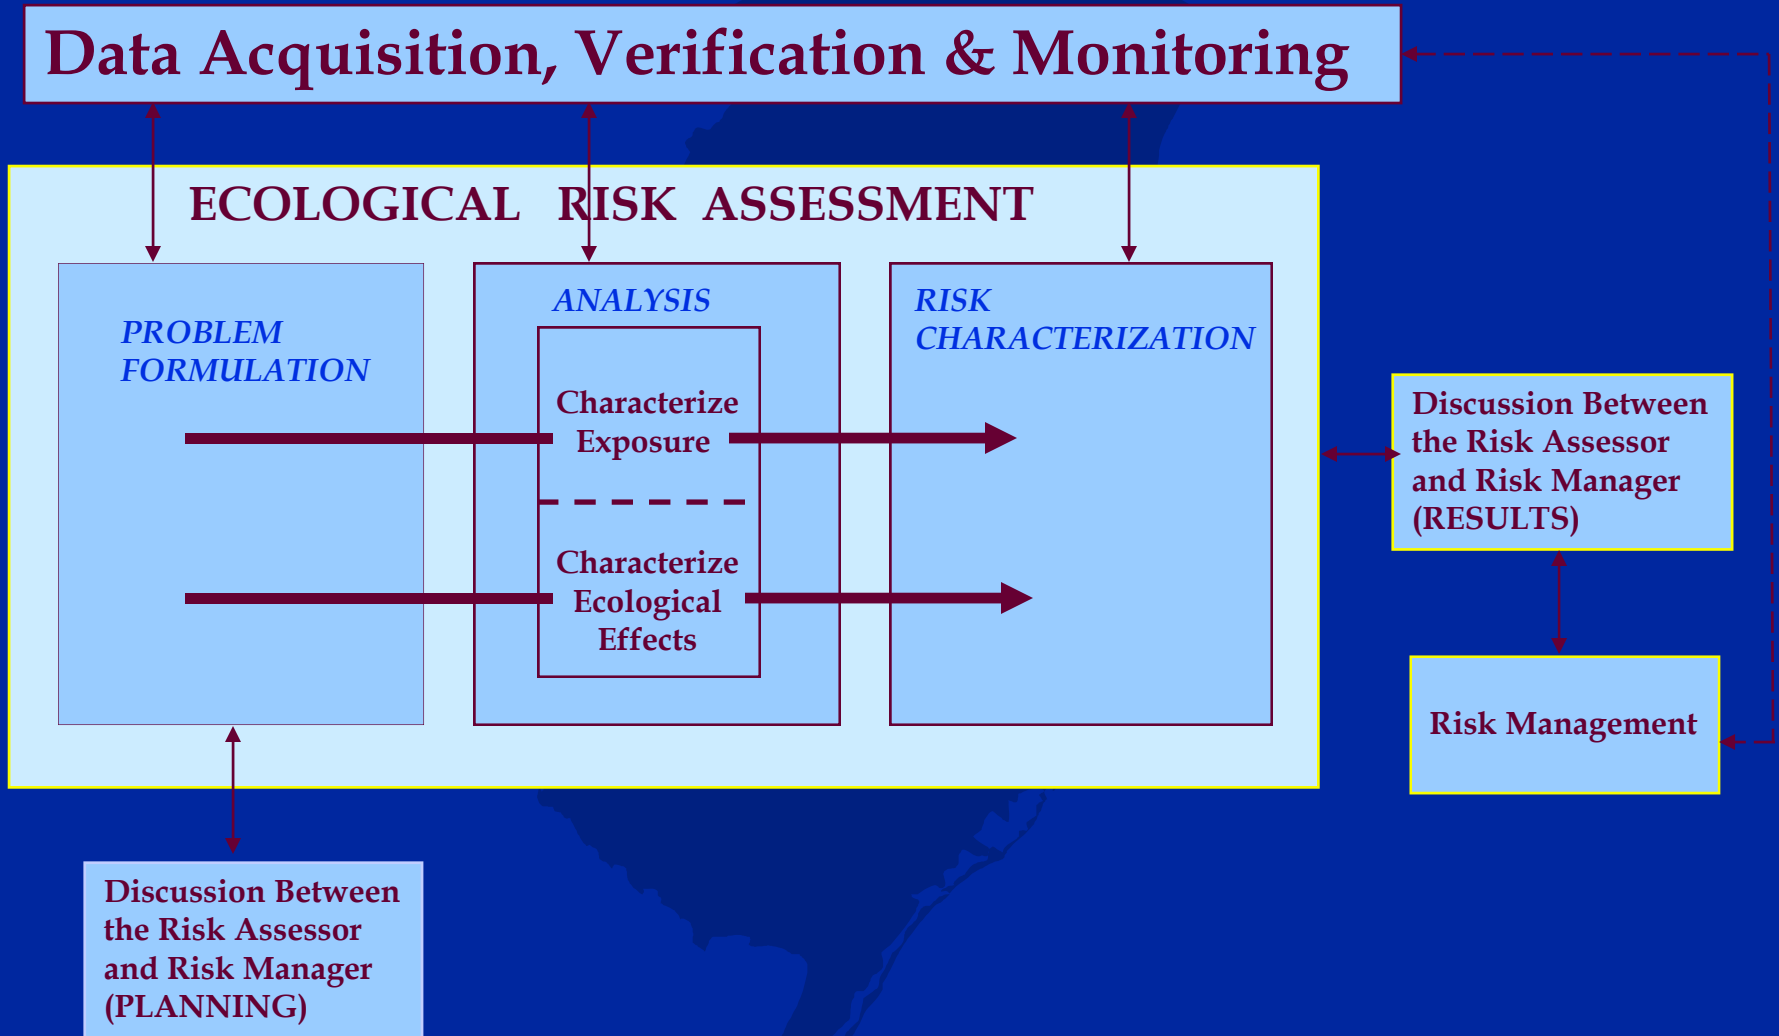 Data Acquisition, Verification & Monitoring
ECOLOGICAL RISK ASSESSMENT
PROBLEM
FORMULATION
ANALYSIS
Characterize
Exposure
Characterize
Ecological
Effects
RISK
CHARACTERIZATION
Discussion Between
the Risk Assessor
and Risk Manager
(RESULTS)
Risk Management
Discussion Between
the Risk Assessor
and Risk Manager
(PLANNING)